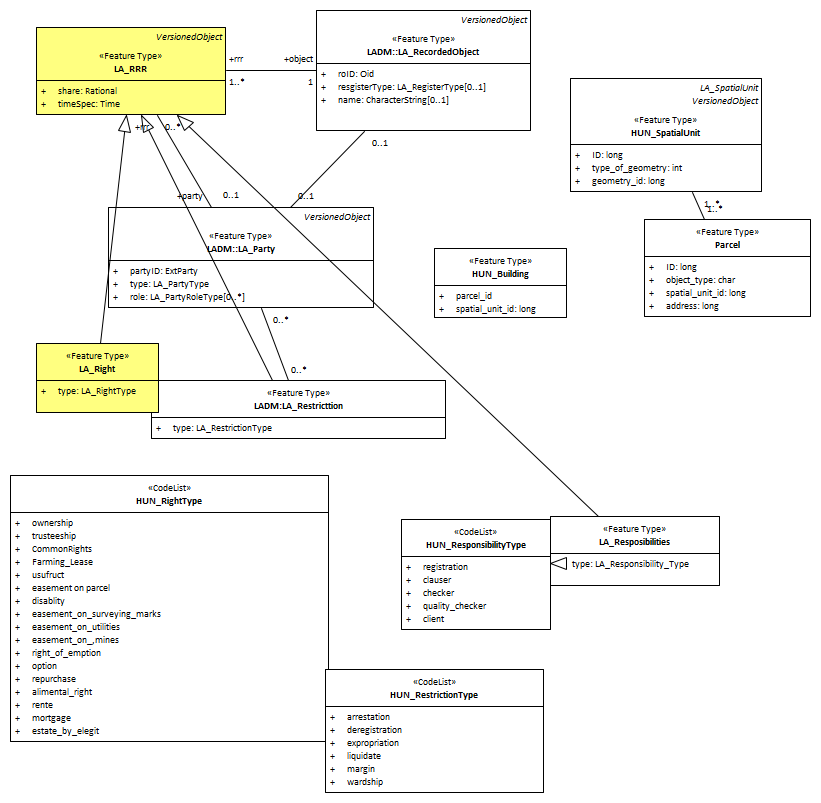 VersionedObject
«Feature Type»
LA_RRR
+ share: Rational
+ timeSpec: Time
+rrr
+object
1..*
1
VersionedObject
«Feature Type»
LADM::LA_RecordedObject
+ roID: Oid
+ resgisterType: LA_RegisterType[0..1]
+ name: CharacterString[0..1]
LA_SpatialUnit
VersionedObject
«Feature Type»
HUN_SpatialUnit
+ ID: long
+ type_of_geometry: int
+ geometry_id: long
+rrr
0..*
0..1
+party
0..1
0..1
1..*
1..*
VersionedObject
«Feature Type»
LADM::LA_Party
+ partyID: ExtParty
+ type: LA_PartyType
+ role: LA_PartyRoleType[0..*]
«Feature Type»
HUN_Building
+ parcel_id
+ spatial_unit_id: long
«Feature Type»
Parcel
+ ID: long
+ object_type: char
+ spatial_unit_id: long
+ address: long
0..*
0..*
«Feature Type»
LA_Right
+ type: LA_RightType
«Feature Type»
LADM:LA_Restricttion
+ type: LA_RestrictionType
«CodeList»
HUN_RightType
+ ownership
+ trusteeship
+ CommonRights
+ Farming_Lease
+ usufruct
+ easement on parcel
+ disablity
+ easement_on_surveying_marks
+ easement_on_utilities
+ easement_on_,mines
+ right_of_emption
+ option
+ repurchase
+ alimental_right
+ rente
+ mortgage
+ estate_by_elegit
«CodeList»
HUN_ResponsibilityType
+ registration
+ clauser
+ checker
+ quality_checker
+ client
«Feature Type»
LA_Resposibilities
type: LA_Responsibility_Type
«CodeList»
HUN_RestrictionType
+ arrestation
+ deregistration
+ expropriation
+ liquidate
+ margin
+ wardship